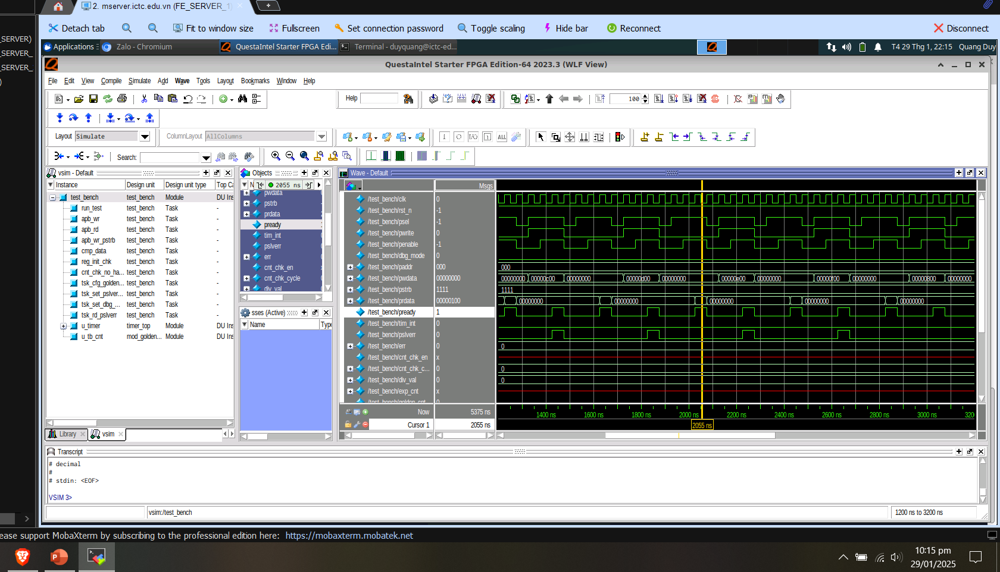 2. mserver.ictc.edu.vn (FE_SERVER_1)
Detach tab
Fit to window size
Fullscreen
Set connection password
Toggle scaling
Hide bar
Reconnect
Disconnect
_SERVER)
_SERVER_
_SERVER_
)
Applications
Zalo - Chromium
QuestaIntel Starter FPGA Edi...
Terminal - duyquang@ictc-ed...
T4 29 Thg 1, 22:15
Quang Duy
QuestaIntel Starter FPGA Edition-64 2023.3 (WLF View)
File Edit View Compile Simulate Add Wave Tools Layout Bookmarks Window Help
Help
100
Layout Simulate
ColumnLayout AllColumns
Search:
vsim - Default
Instance Design unit Design unit type Top Ca
test_bench test_bench Module DU Ins
run_test test_bench Task -
apb_wr test_bench Task -
apb_rd test_bench Task -
apb_wr_pstrb test_bench Task -
cmp_data test_bench Task -
reg_init_chk test_bench Task -
cnt_chk_no_ha... test_bench Task -
tsk_cfg_golden... test_bench Task -
tsk_set_pslver... test_bench Task -
tsk_set_dbg_... test_bench Task -
tsk_rd_pslverr test_bench Task -
u_timer timer_top Module DU Ins
u_tb_cnt mod_golden... Module DU Ins
Library
vsim
Objects
2055 ns
pwdata
pstrb
prdata
pready
tim_int
pslverr
err
cnt_chk_en
cnt_chk_cycle
div_val
sses (Active)
Name Type
Wave - Default
Msgs
/test_bench/clk 0
/test_bench/rst_n -1
/test_bench/psel -1
/test_bench/pwrite 0
/test_bench/penable -1
/test_bench/dbg_mode 0
/test_bench/paddr 000 000
/test_bench/pwdata 00000000 00000000 00000c00 00000000 00000d00 00000000 00000e00 00000000 00000f00 00000000 00000800 00000000
/test_bench/pstrb 1111 1111
/test_bench/prdata 00000100 00000000 00000000 00000000 00000000 00000000
/test_bench/pready 1
/test_bench/tim_int 0
/test_bench/pslverr 0
/test_bench/err 0 0
/test_bench/cnt_chk_en x
/test_bench/cnt_chk_c... 0 0
/test_bench/div_val 0 0
/test_bench/exp_cnt x
Now 5375 ns 1400 ns 1600 ns 1800 ns 2000 ns 2200 ns 2400 ns 2600 ns 2800 ns 3000 ns 320
Cursor 1 2055 ns 2055 ns
Transcript
# decimal
#
# stdin: <EOF>
VSIM 3>
vsim:/test_bench
1200 ns to 3200 ns
ease support MobaXterm by subscribing to the professional edition here: https://mobaxterm.mobatek.net
10:15 pm
29/01/2025